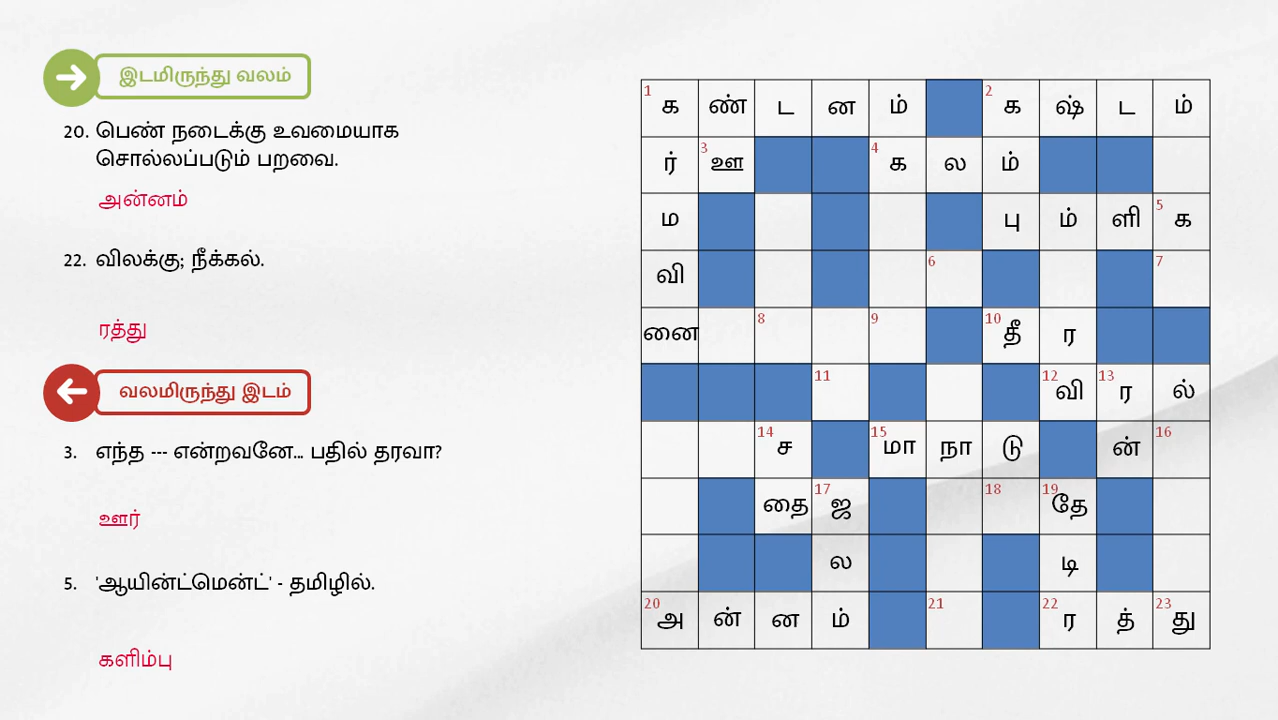 இடமிருந்து வலம்
20. பெண் நடைக்கு உவமையாக
சொல்லப்படும் பறவை.
அன்னம்
22. விலக்கு; நீக்கல்.
ரத்து
வலமிருந்து இடம்
3. எந்த --- என்றவனே... பதில் தரவா?
ஊர்
5. 'ஆயின்ட்மென்ட்' - தமிழில்.
களிம்பு
1 க ண் ட ன ம் 2 க ஷ் ட ம்
ர் 3 ஊ 4 க ல ம்
ம பு ம் ளி 5 க
வி 6 7
னை 8 9 10 தீ ர
11 12 வி 13 ர ல்
14 ச 15 மா நா டு ன் 16
தை 17 ஜ 18 19 தே
ல டி
20 அ ன் ன ம் 21 22 ர த் 23 து